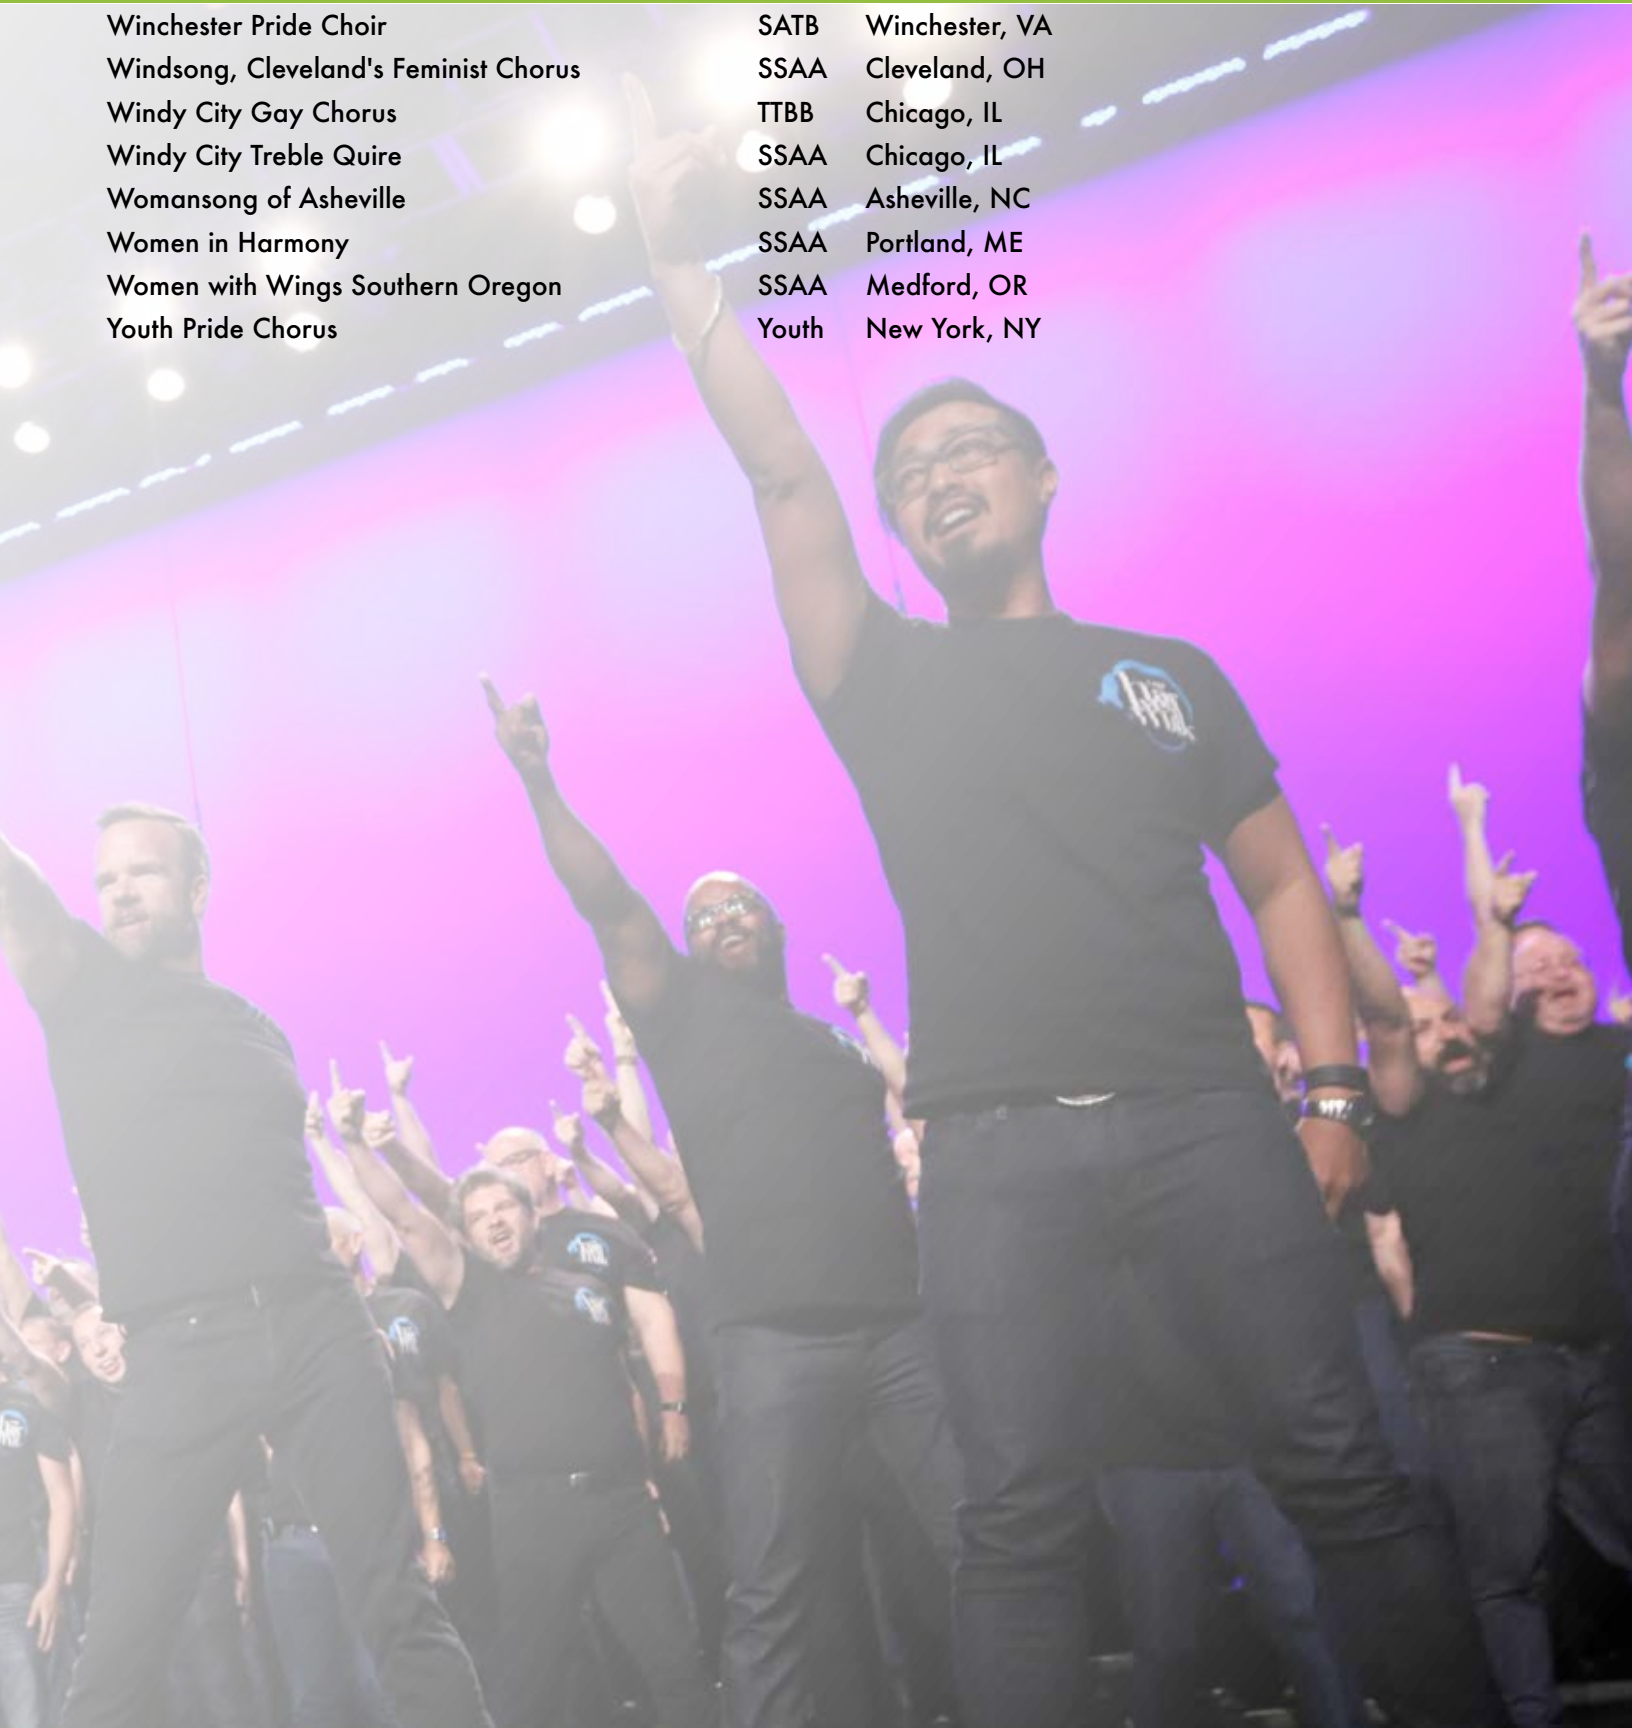 Winchester Pride Choir SATB Winchester, VA
Windsong, Cleveland's Feminist Chorus SSAA Cleveland, OH
Windy City Gay Chorus TTBB Chicago, IL
Windy City Treble Quire SSAA Chicago, IL
Womansong of Asheville SSAA Asheville, NC
Women in Harmony SSAA Portland, ME
Women with Wings Southern Oregon SSAA Medford, OR
Youth Pride Chorus Youth New York, NY